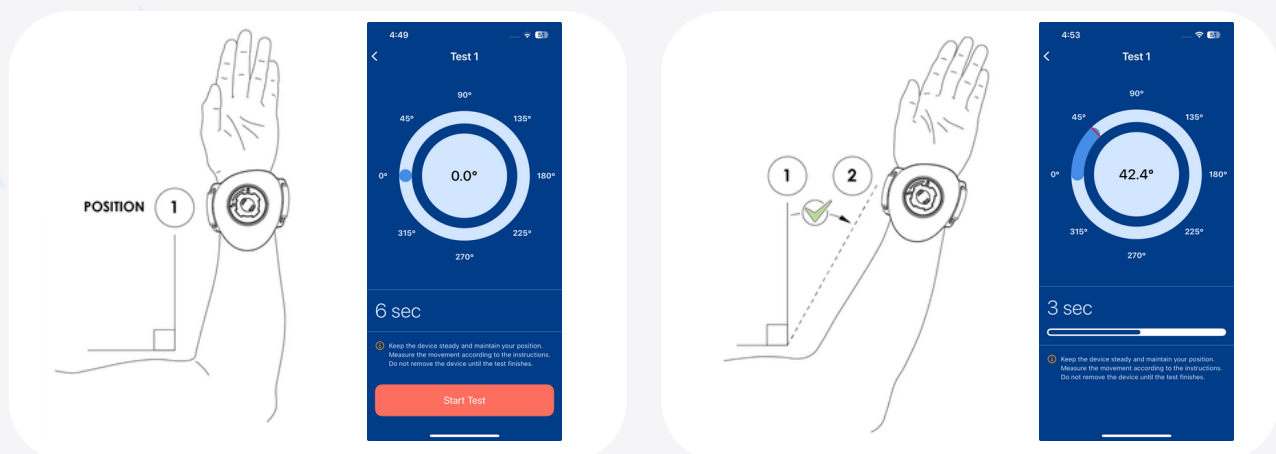 POSITION 1
4:49
51
Test 1
90°
45° 135°
0° 0.0° 180°
315° 225°
270°
6 sec
Keep the device steady and maintain your position.
Measure the movement according to the instructions.
Do not remove the device until the test finishes.
Start Test
1 2
4:53
51
Test 1
90°
45° 135°
0° 42.4° 180°
315° 225°
270°
3 sec
Keep the device steady and maintain your position.
Measure the movement according to the instructions.
Do not remove the device until the test finishes.